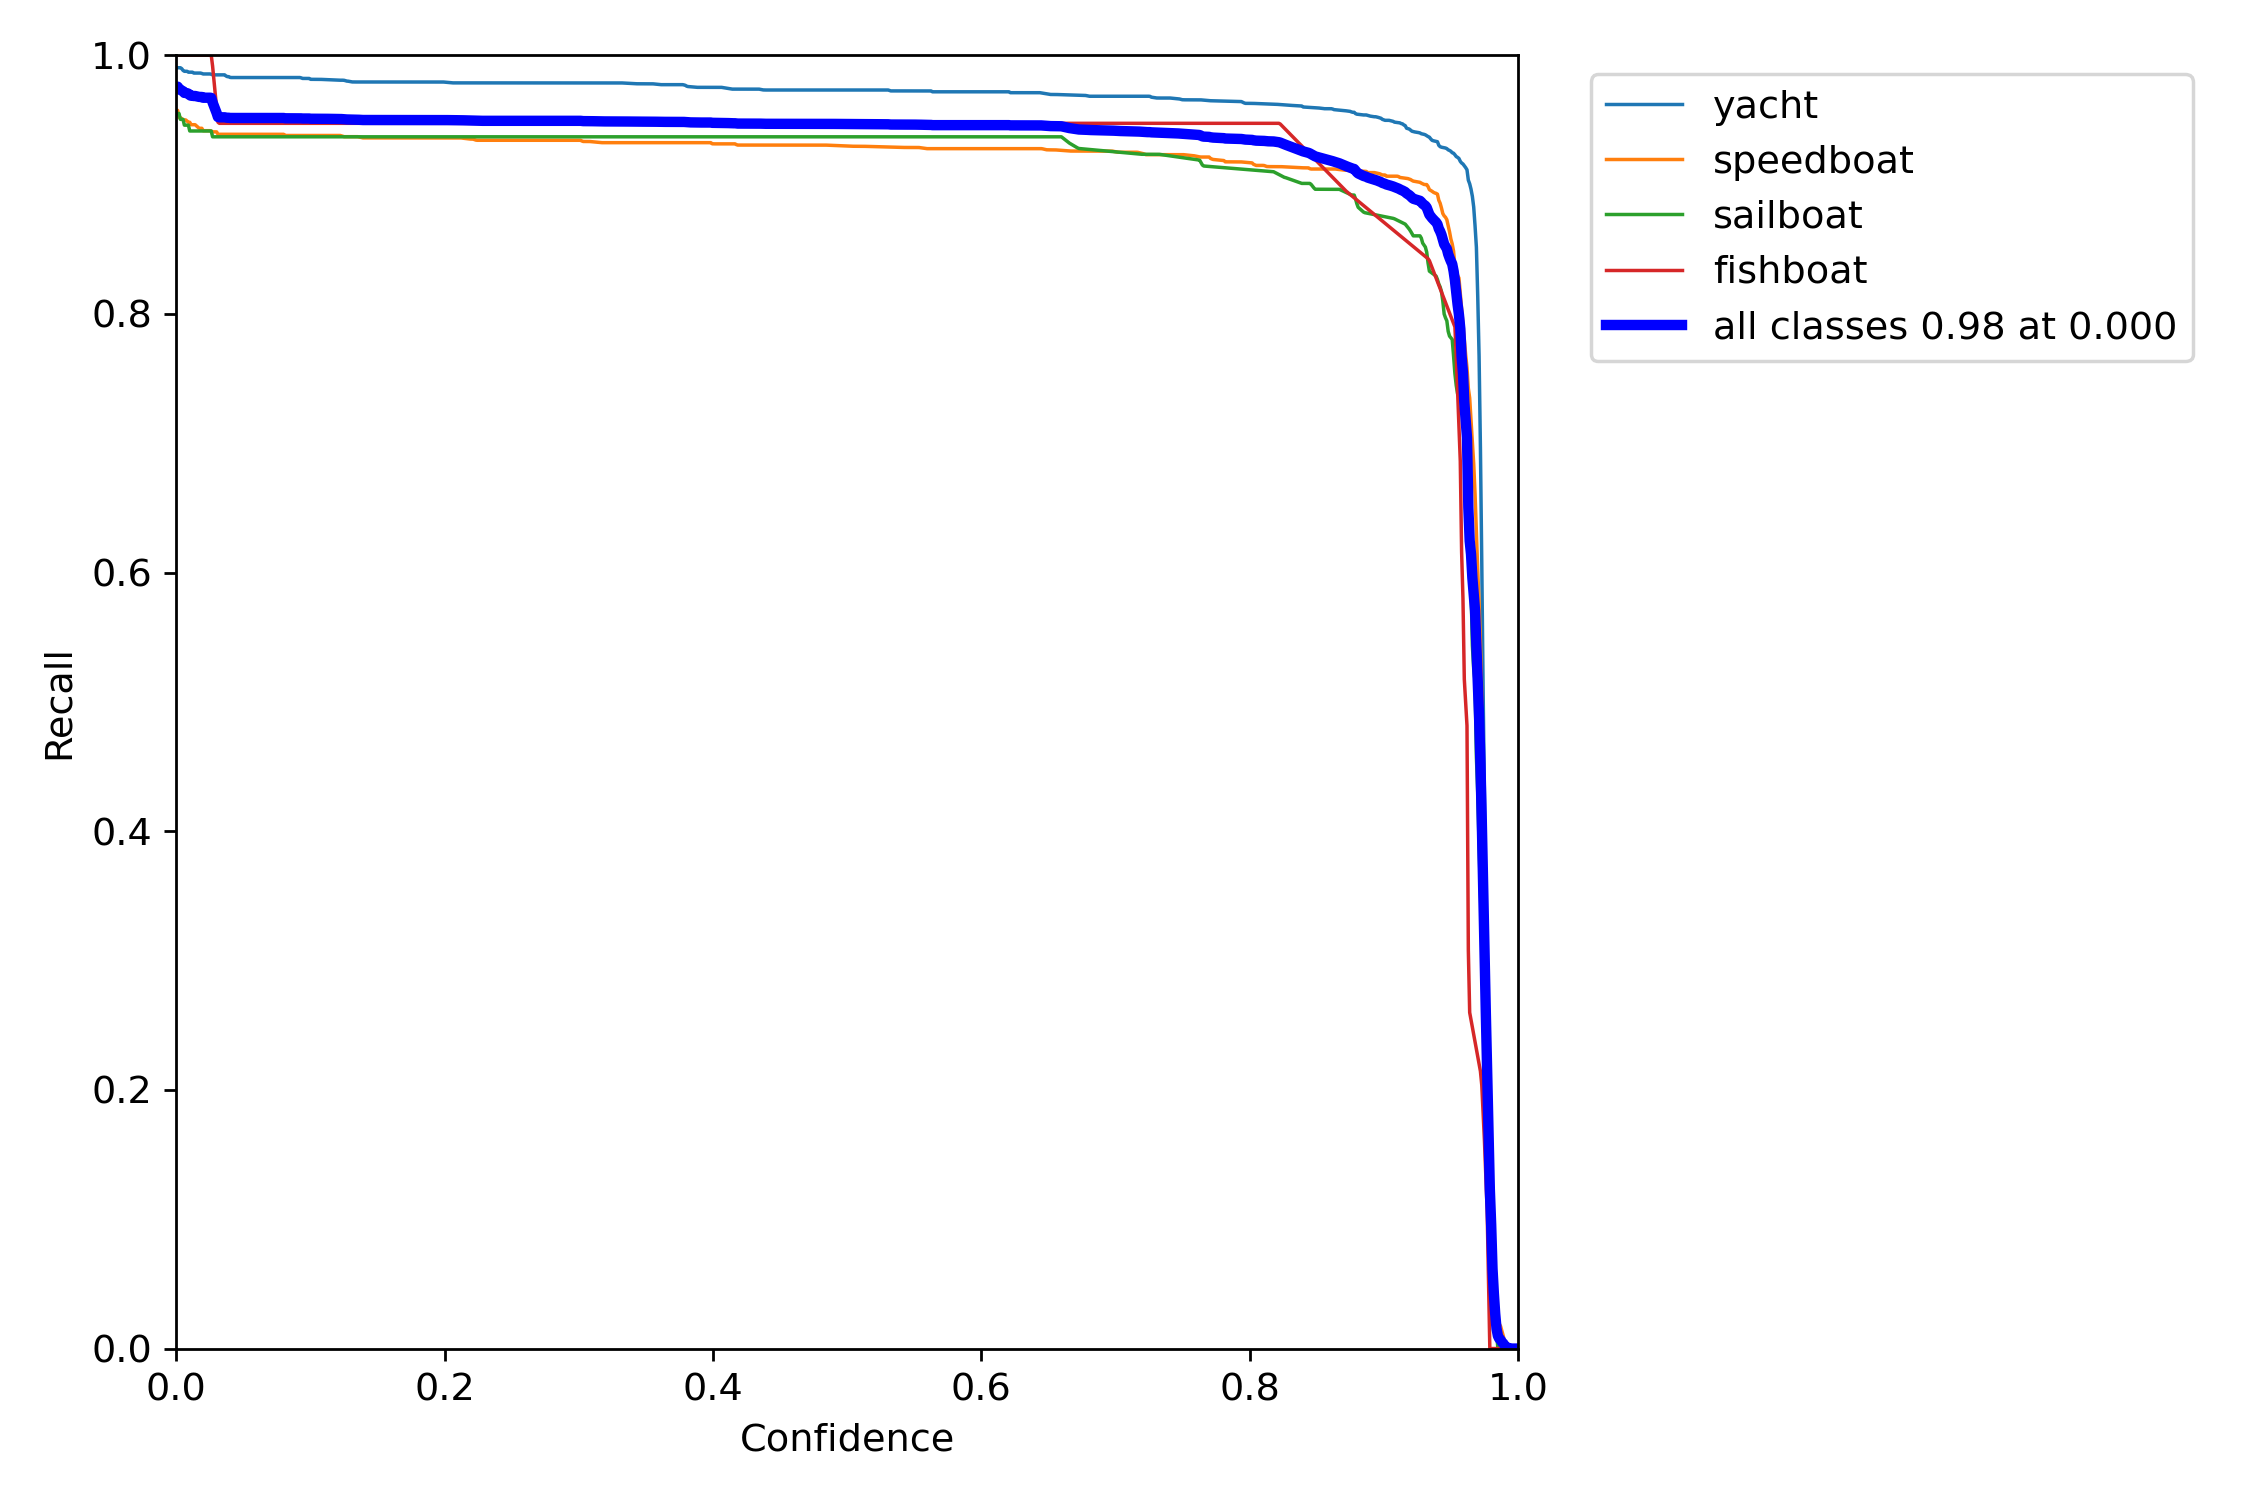 1.0
0.8
0.6
0.4
0.2
0.0
0.0 0.2 0.4 0.6 0.8 1.0
Recall
Confidence
yacht
speedboat
sailboat
fishboat
all classes 0.98 at 0.000